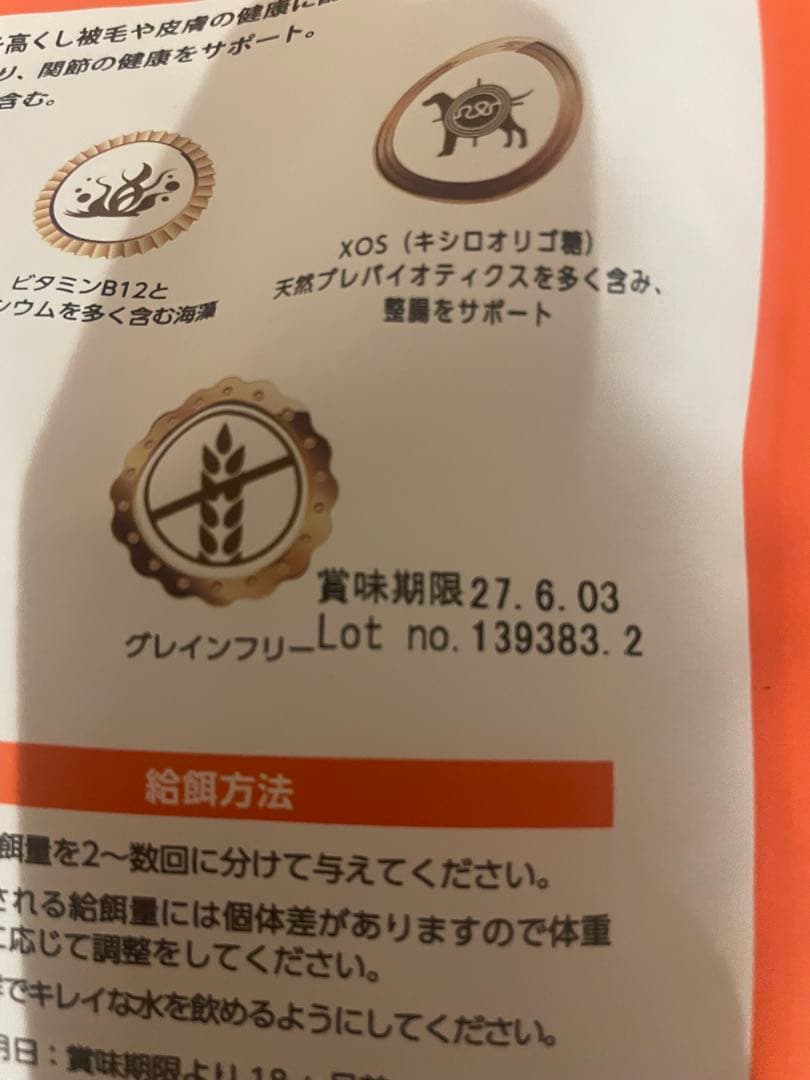 高くし被毛や皮膚の健康に
り、関節の健康をサポート。
含む。
XOS（キシロオリゴ糖）
天然プレバイオティクスを多く含み、
整腸をサポート
ビタミンB12と
シウムを多く含む海藻
賞味期限27.6.03
グレインフリー Lot no.139383.2
給餌方法
餌量を2〜数回に分けて与えてください。
される給餌量には個体差がありますので体重
に応じて調整をしてください。
でキレイな水を飲めるようにしてください。
月日：賞味期限より18